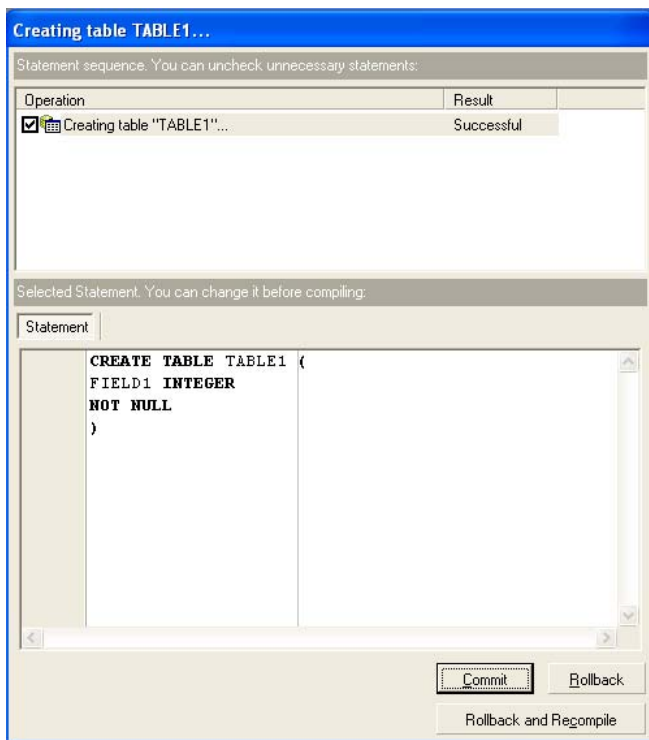 Creating table TABLE1...
Statement sequence. You can uncheck unnecessary statements:
Operation Result
Creating table "TABLE1"... Successful
Selected Statement. You can change it before compiling:
Statement
CREATE TABLE TABLE1 (
FIELD1 INTEGER
NOT NULL
)
Commit Rollback
Rollback and Recompile